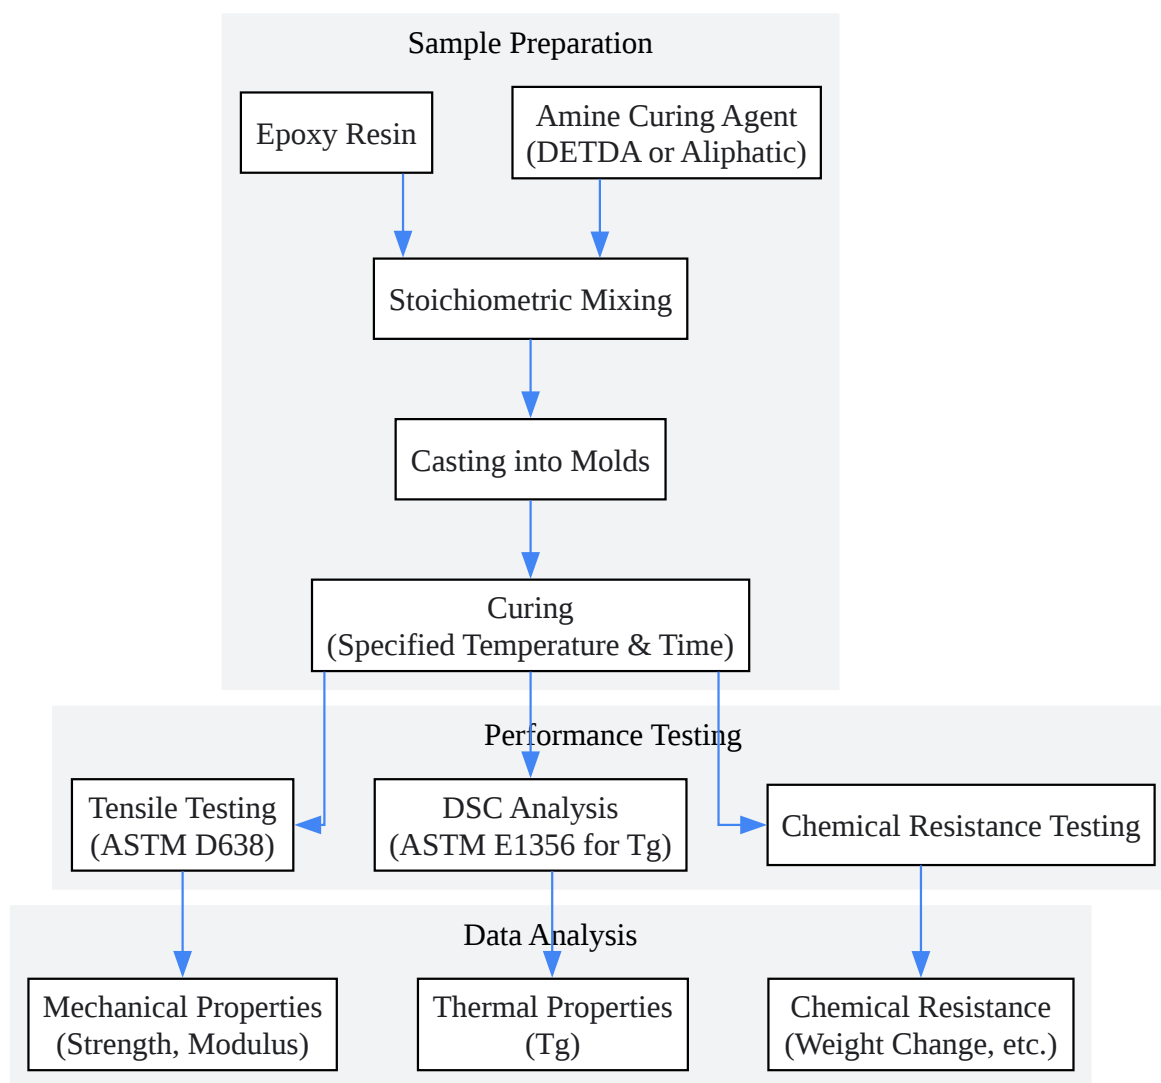 Sample Preparation
Epoxy Resin
Amine Curing Agent
(DETDA or Aliphatic)
Stoichiometric Mixing
Casting into Molds
Curing
(Specified Temperature & Time)
Performance Testing
Tensile Testing
(ASTM D638)
DSC Analysis
(ASTM E1356 for Tg)
Chemical Resistance Testing
Data Analysis
Mechanical Properties
(Strength, Modulus)
Thermal Properties
(Tg)
Chemical Resistance
(Weight Change, etc.)